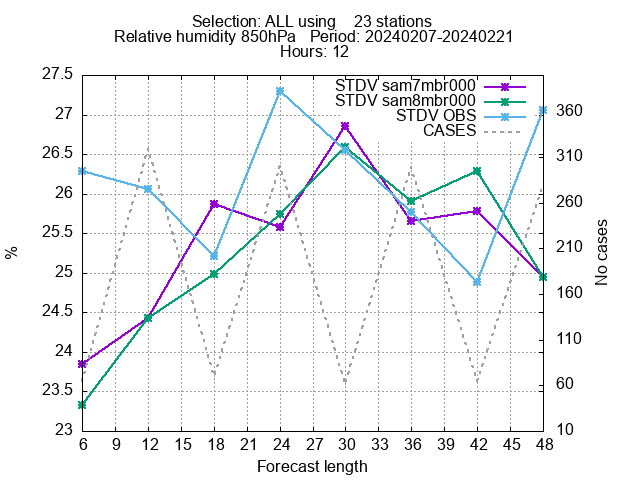 Selection: ALL using    23 stations
Relative humidity 850hPa   Period: 20240207-20240221
Hours: 12
STDV sam7mbr000
STDV sam8mbr000
STDV OBS
CASES
27.5
27
26.5
26
25.5
25
24.5
24
23.5
23
%
360
310
260
210
160
110
60
10
No cases
6 9 12 15 18 21 24 27 30 33 36 39 42 45 48
Forecast length